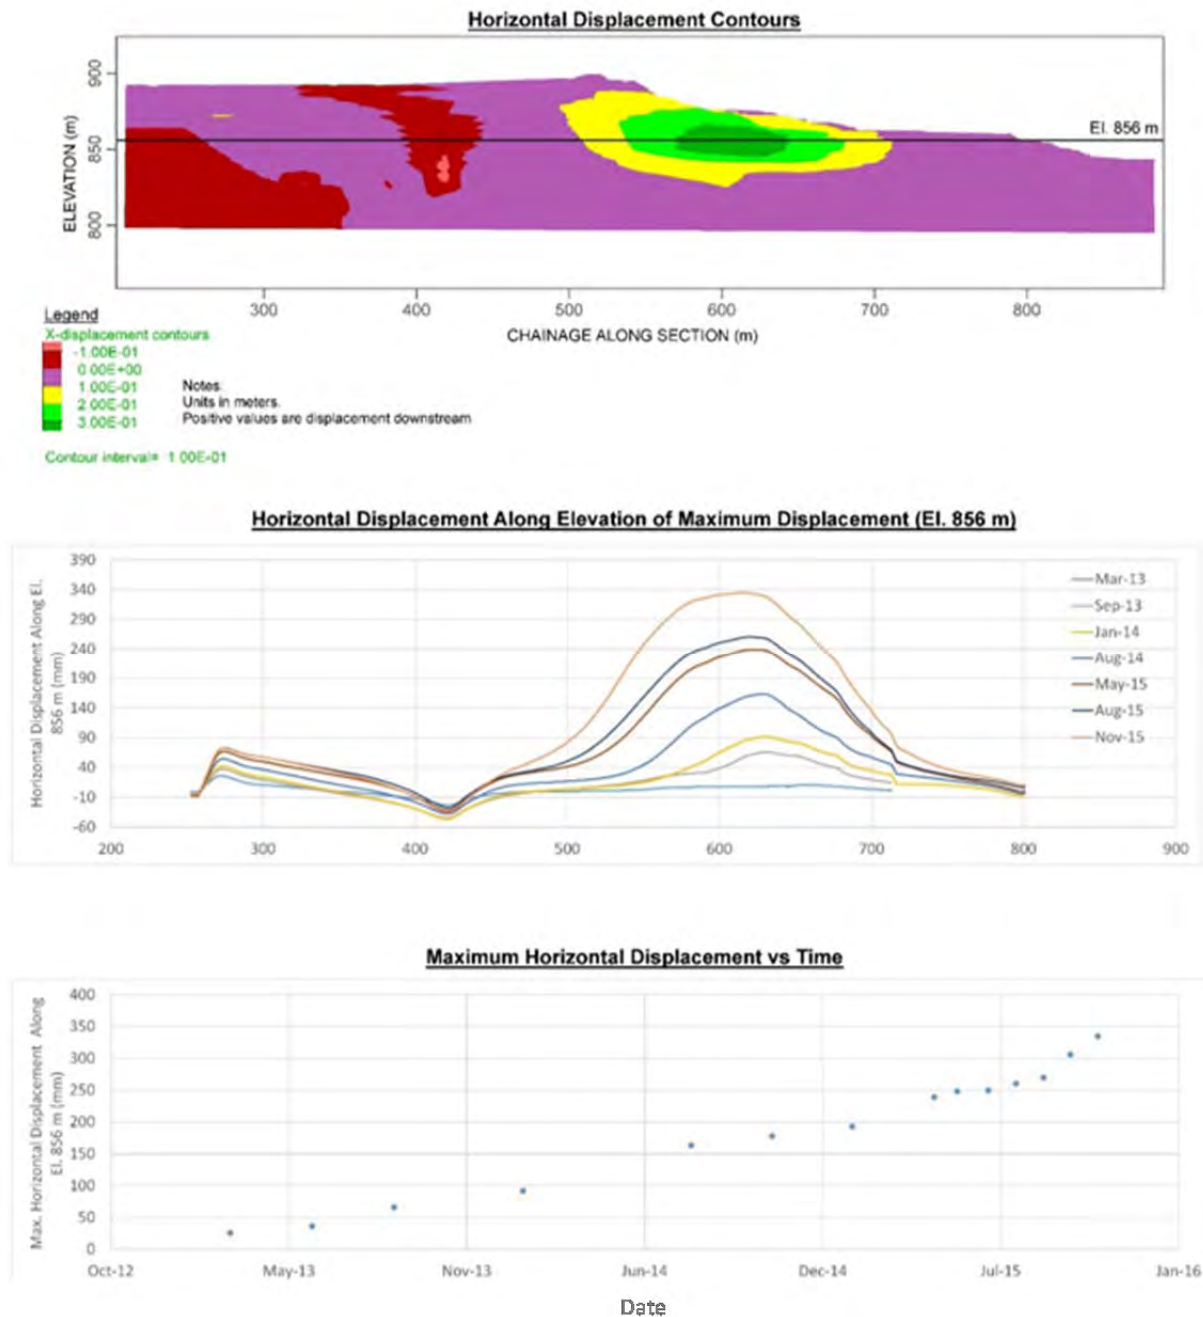 Horizontal Displacement Contours
900
850
800
ELEVATION (m)
El. 856 m
300 400 500 600 700 800
CHAINAGE ALONG SECTION (m)
Legend
X-displacement contours
-1.00E-01
0.00E+00
1.00E-01
2.00E-01
3.00E-01
Notes
Units in meters.
Positive values are displacement downstream
Contour interval= 1.00E-01
Horizontal Displacement Along Elevation of Maximum Displacement (El. 856 m)
Horizontal Displacement Along El.
856 m (mm)
390
340
290
240
190
140
90
40
-10
-60
200 300 400 500 600 700 800 900
Mar-13
Sep-13
Jan-14
Aug-14
May-15
Aug-15
Nov-15
Maximum Horizontal Displacement vs Time
Max. Horizontal Displacement Along
El. 856 m (mm)
400
350
300
250
200
150
100
50
0
Oct-12 May-13 Nov-13 Jun-14 Dec-14 Jul-15 Jan-16
Date